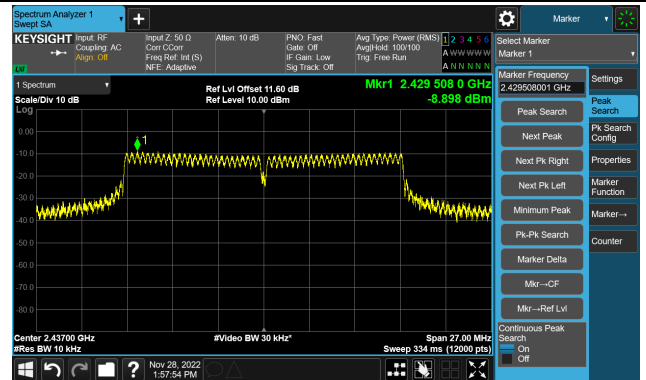 Spectrum Analyzer 1
Swept SA
Marker
KEYSIGHT
Input: RF
Coupling: AC
Align: Off
Input Z: 50 Ω
Corr CCorr
Freq Ref: Int (S)
NFE: Adaptive
Atten: 10 dB
PNO: Fast
Gate: Off
IF Gain: Low
Sig Track: Off
Avg Type: Power (RMS)
Avg|Hold: 100/100
Trig: Free Run
1 2 3 4 5 6
A W W W W W
A N N N N N
Select Marker
Marker 1
1 Spectrum
Scale/Div 10 dB
Log
Ref Lvl Offset 11.60 dB
Ref Level 10.00 dBm
Mkr1 2.429 508 0 GHz
-8.898 dBm
Marker Frequency
2.429508001 GHz
Settings
Peak Search
Peak
Search
Next Peak
Pk Search
Config
Next Pk Right
Properties
Next Pk Left
Marker
Function
Minimum Peak
Marker→
Pk-Pk Search
Counter
Marker Delta
Mkr→CF
Mkr→Ref Lvl
Continuous Peak
Search
On
Off
1
0.00
-10.0
-20.0
-30.0
-40.0
-50.0
-60.0
-70.0
-80.0
Center 2.43700 GHz
#Res BW 10 kHz
#Video BW 30 kHz*
Span 27.00 MHz
Sweep 334 ms (12000 pts)
?
Nov 28, 2022
1:57:54 PM